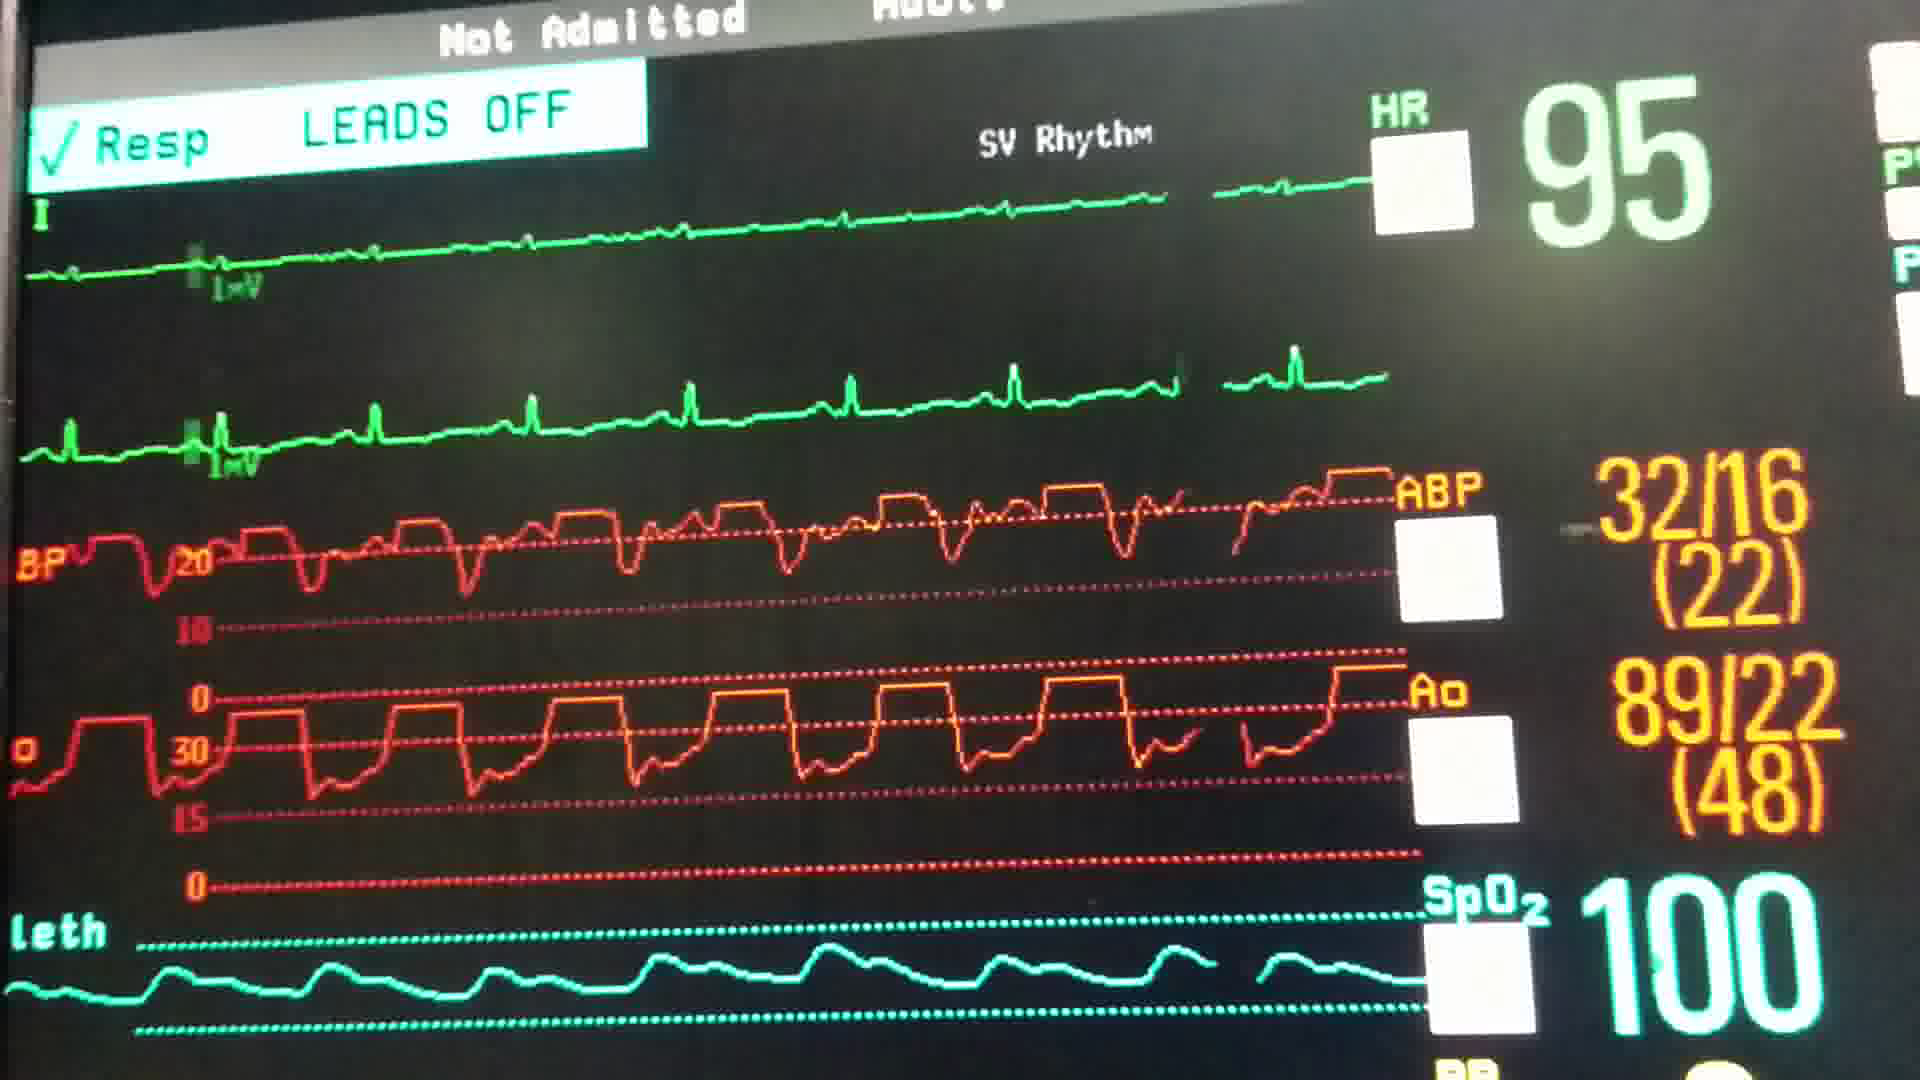 Not Admitted Adult
✓ Resp LEADS OFF
SV Rhythm
HR
95
I
1mV
1mV
ABP
32/16
(22)
BP
20
10
0
Ao
89/22
(48)
o
30
15
0
leth
SpO₂
100